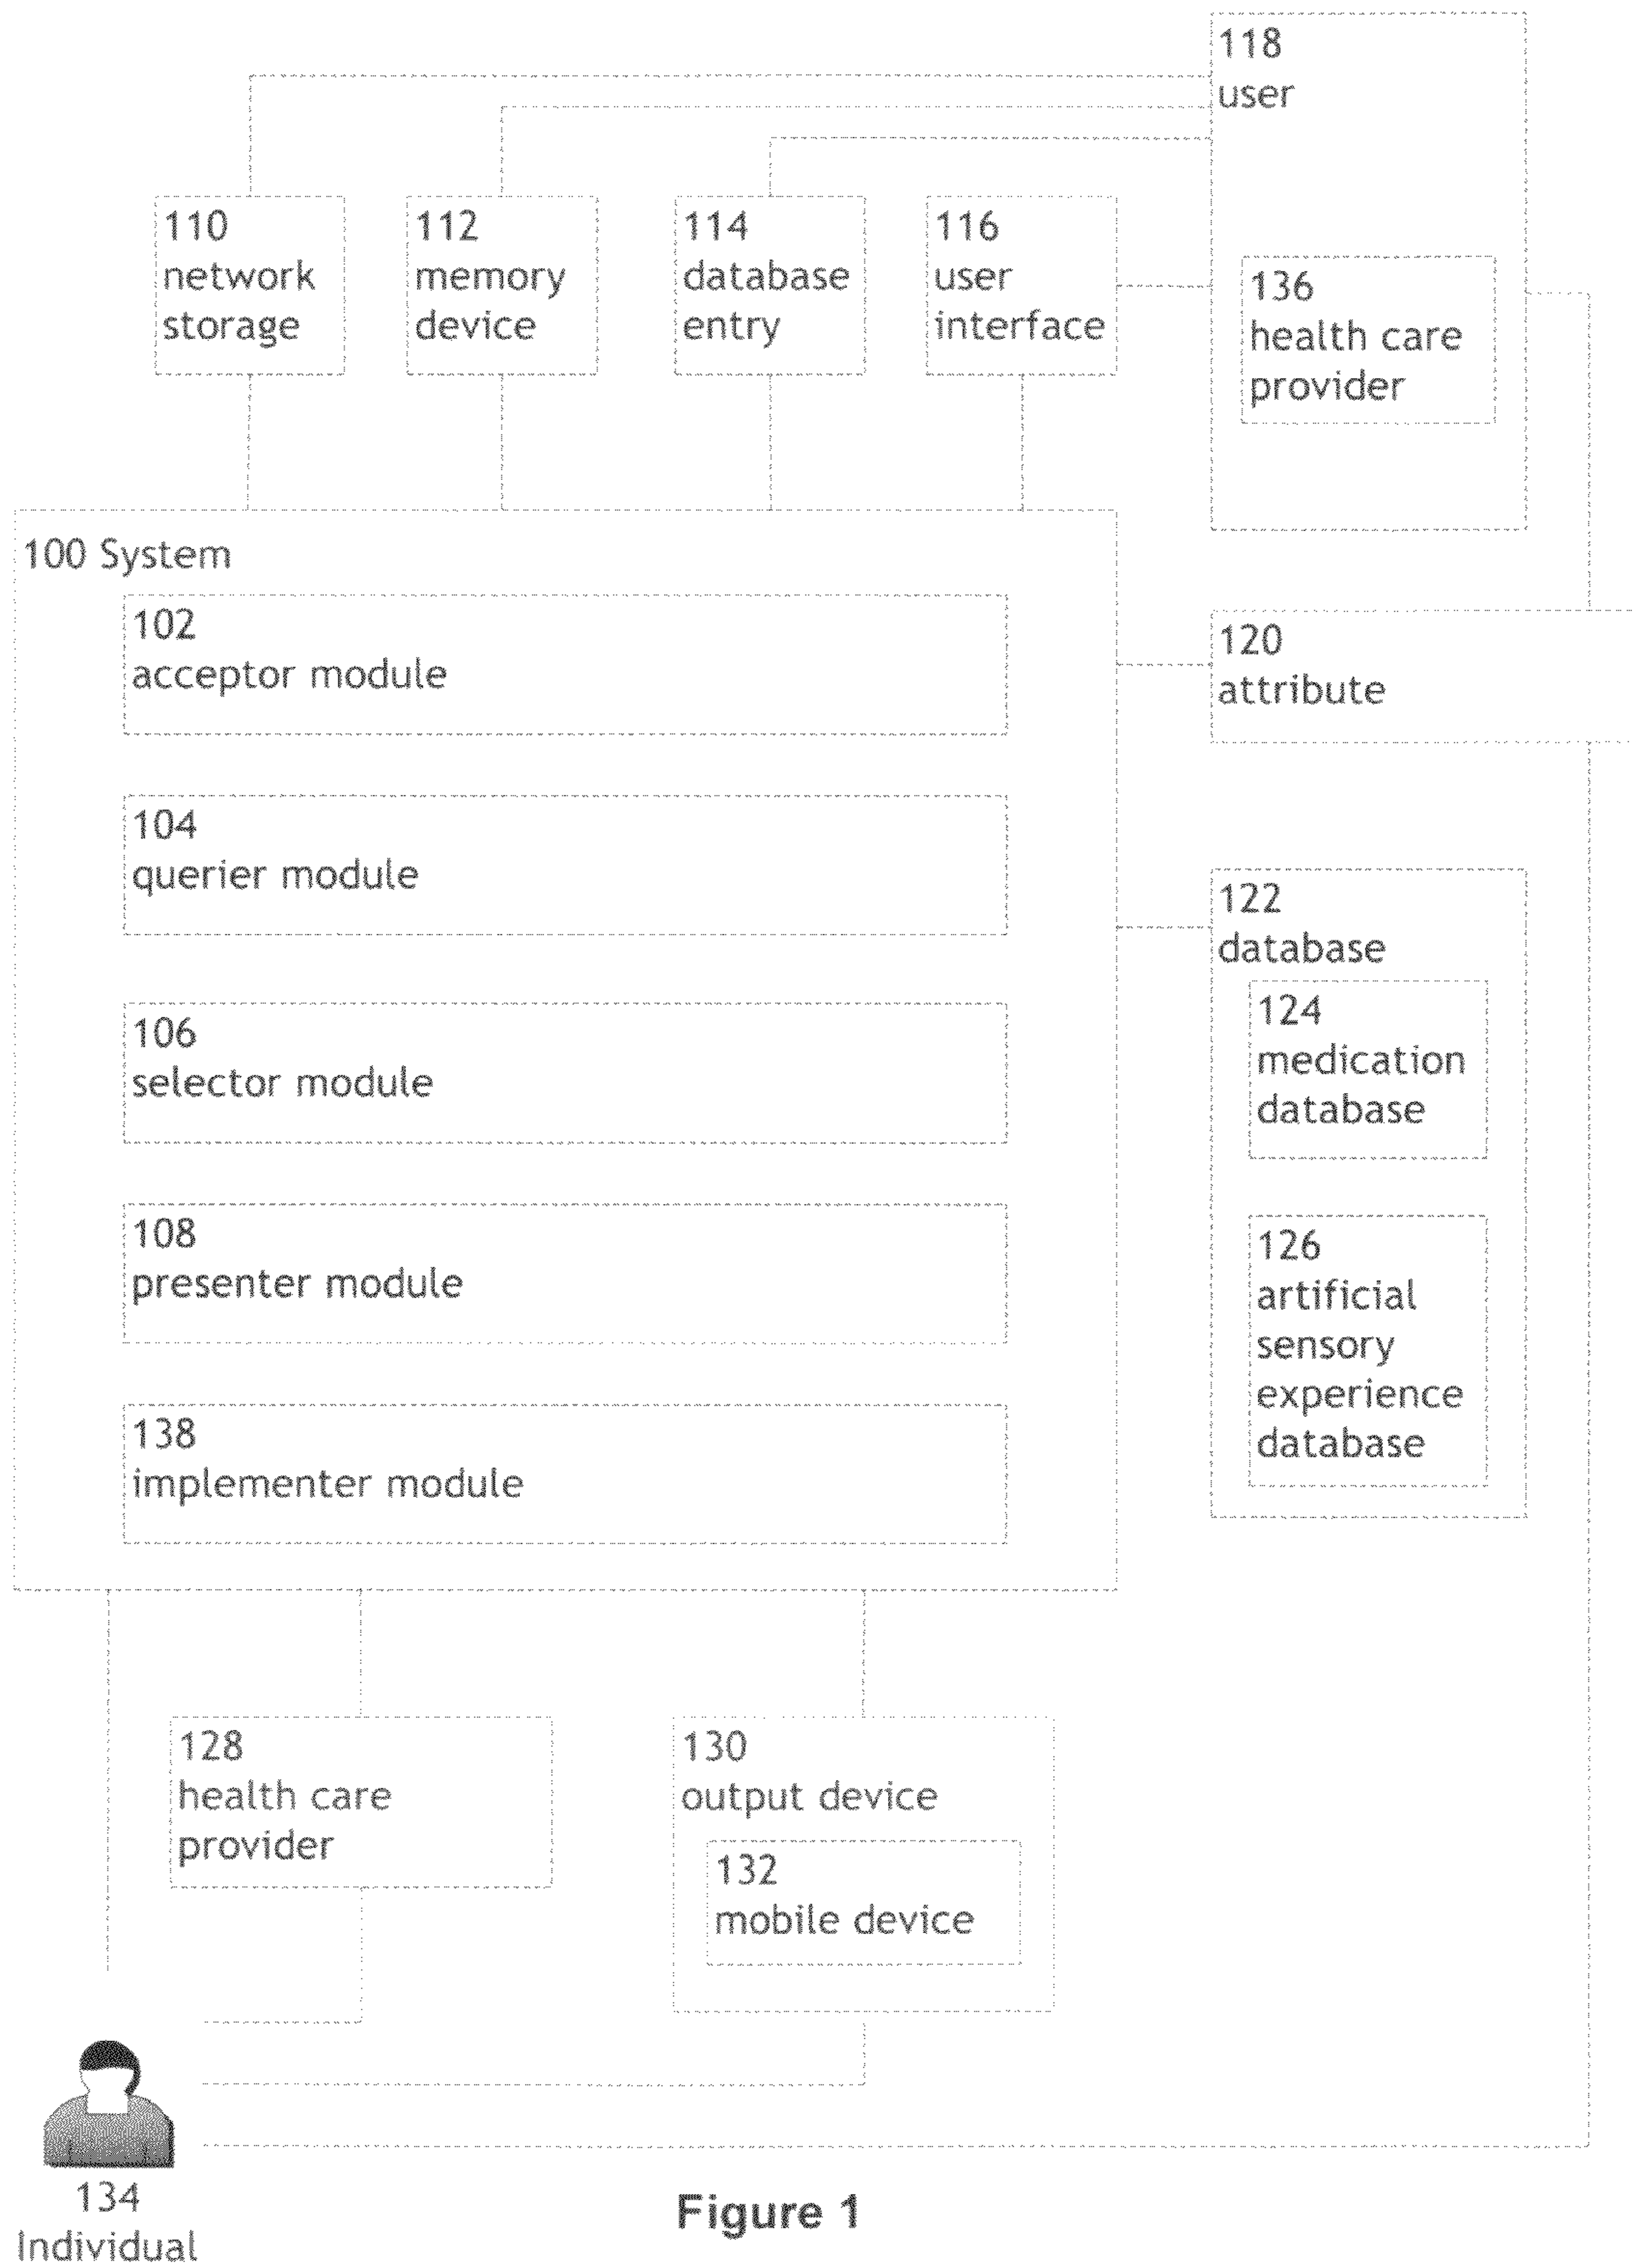 118
user
110
network
storage
112
memory
device
114
database
entry
116
user
interface
136
health care
provider
100 System
102
acceptor module
120
attribute
104
querier module
122
database
124
medication
database
106
selector module
108
presenter module
126
artificial
sensory
experience
database
138
implementer module
128
health care
provider
130
output device
132
mobile device
134
Individual
Figure 1